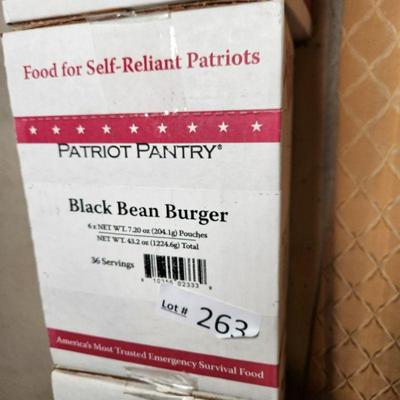 Food for Self-Reliant Patriots
PATRIOT PANTRY®
Black Bean Burger
6 x NET WT. 7.20 oz (204.1g) Pouches
NET WT. 43.2 oz (1224.6g) Total
36 Servings
Lot # 263
America's Most Trusted Emergency Survival Food